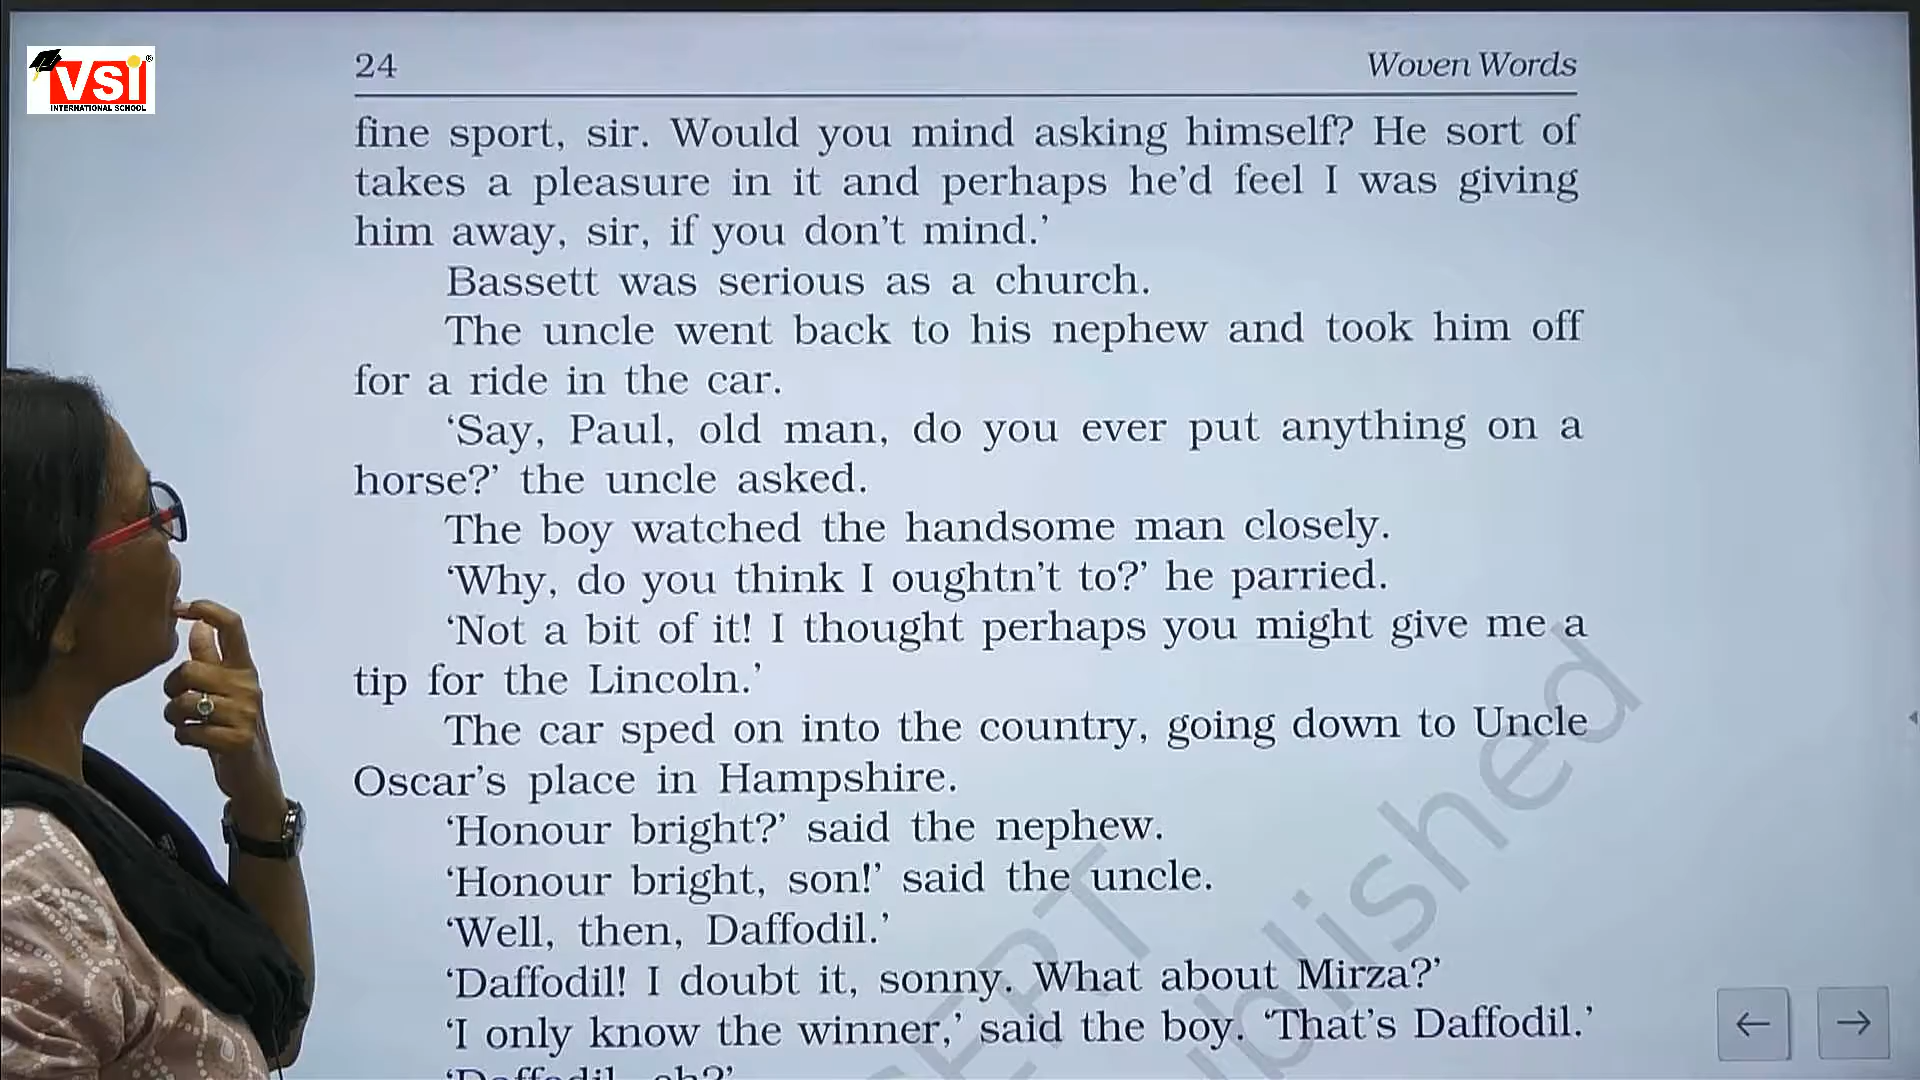 VSI
INTERNATIONAL SCHOOL
24 Woven Words
fine sport, sir. Would you mind asking himself? He sort of
takes a pleasure in it and perhaps he'd feel I was giving
him away, sir, if you don't mind.’
Bassett was serious as a church.
The uncle went back to his nephew and took him off
for a ride in the car.
‘Say, Paul, old man, do you ever put anything on a
horse?’ the uncle asked.
The boy watched the handsome man closely.
‘Why, do you think I oughtn’t to?’ he parried.
‘Not a bit of it! I thought perhaps you might give me a
tip for the Lincoln.’
The car sped on into the country, going down to Uncle
Oscar’s place in Hampshire.
‘Honour bright?’ said the nephew.
‘Honour bright, son!’ said the uncle.
‘Well, then, Daffodil.’
‘Daffodil! I doubt it, sonny. What about Mirza?’
‘I only know the winner,’ said the boy. ‘That’s Daffodil.’
‘Daffodil, eh?’